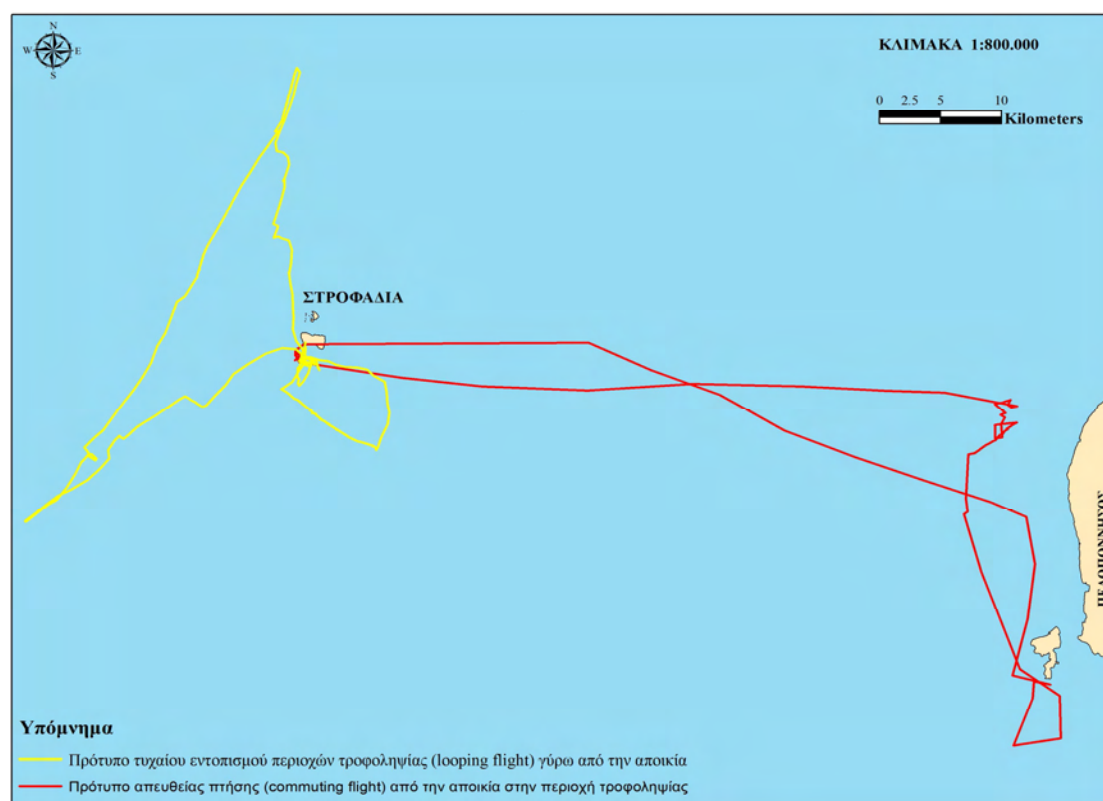 N
W E
S
ΚΛΙΜΑΚΑ 1:800.000
0 2.5 5 10
Kilometers
ΣΤΡΟΦΑΔΙΑ
ΠΕΛΟΠΟΝΝΗΣΟΣ
Υπόμνημα
Πρότυπο τυχαίου εντοπισμού περιοχών τροφοληψίας (looping flight) γύρω από την αποικία
Πρότυπο απευθείας πτήσης (commuting flight) από την αποικία στην περιοχή τροφοληψίας